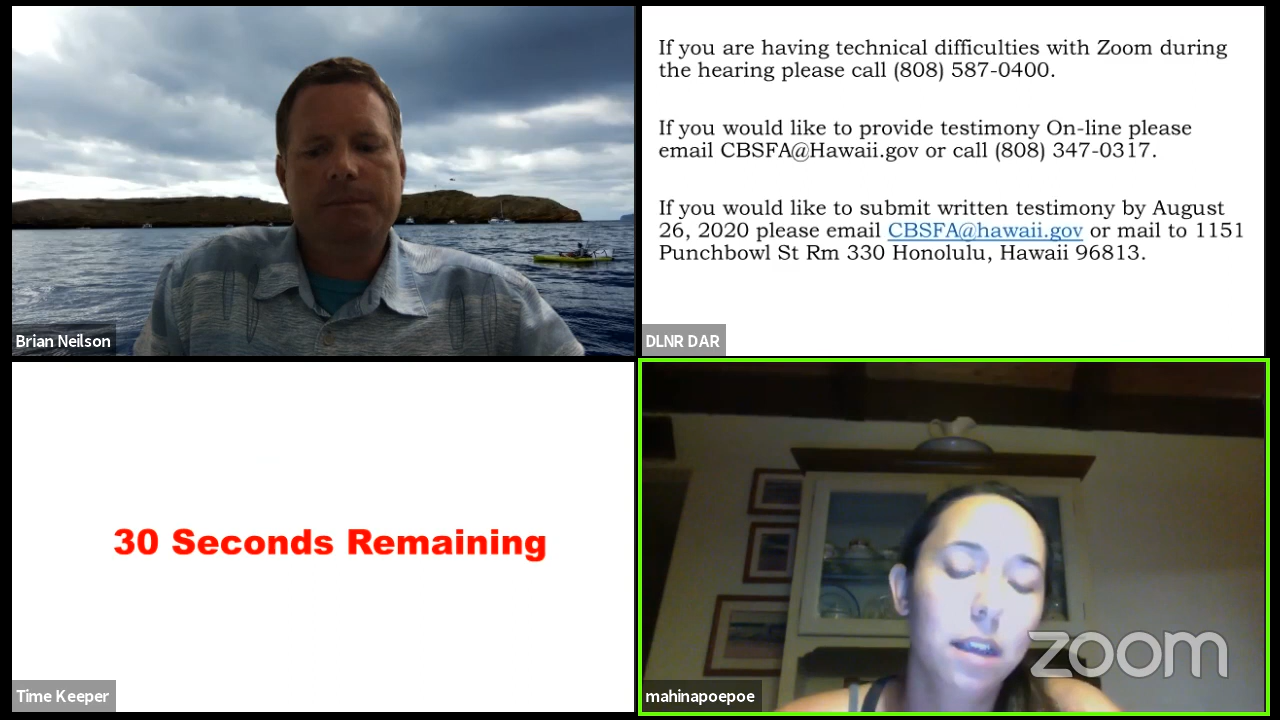 If you are having technical difficulties with Zoom during
the hearing please call (808) 587-0400.
If you would like to provide testimony On-line please
email CBSFA@Hawaii.gov or call (808) 347-0317.
If you would like to submit written testimony by August
26, 2020 please email CBSFA@hawaii.gov or mail to 1151
Punchbowl St Rm 330 Honolulu, Hawaii 96813.
Brian Neilson
DLNR DAR
30 Seconds Remaining
zoom
Time Keeper
mahinapoepoe